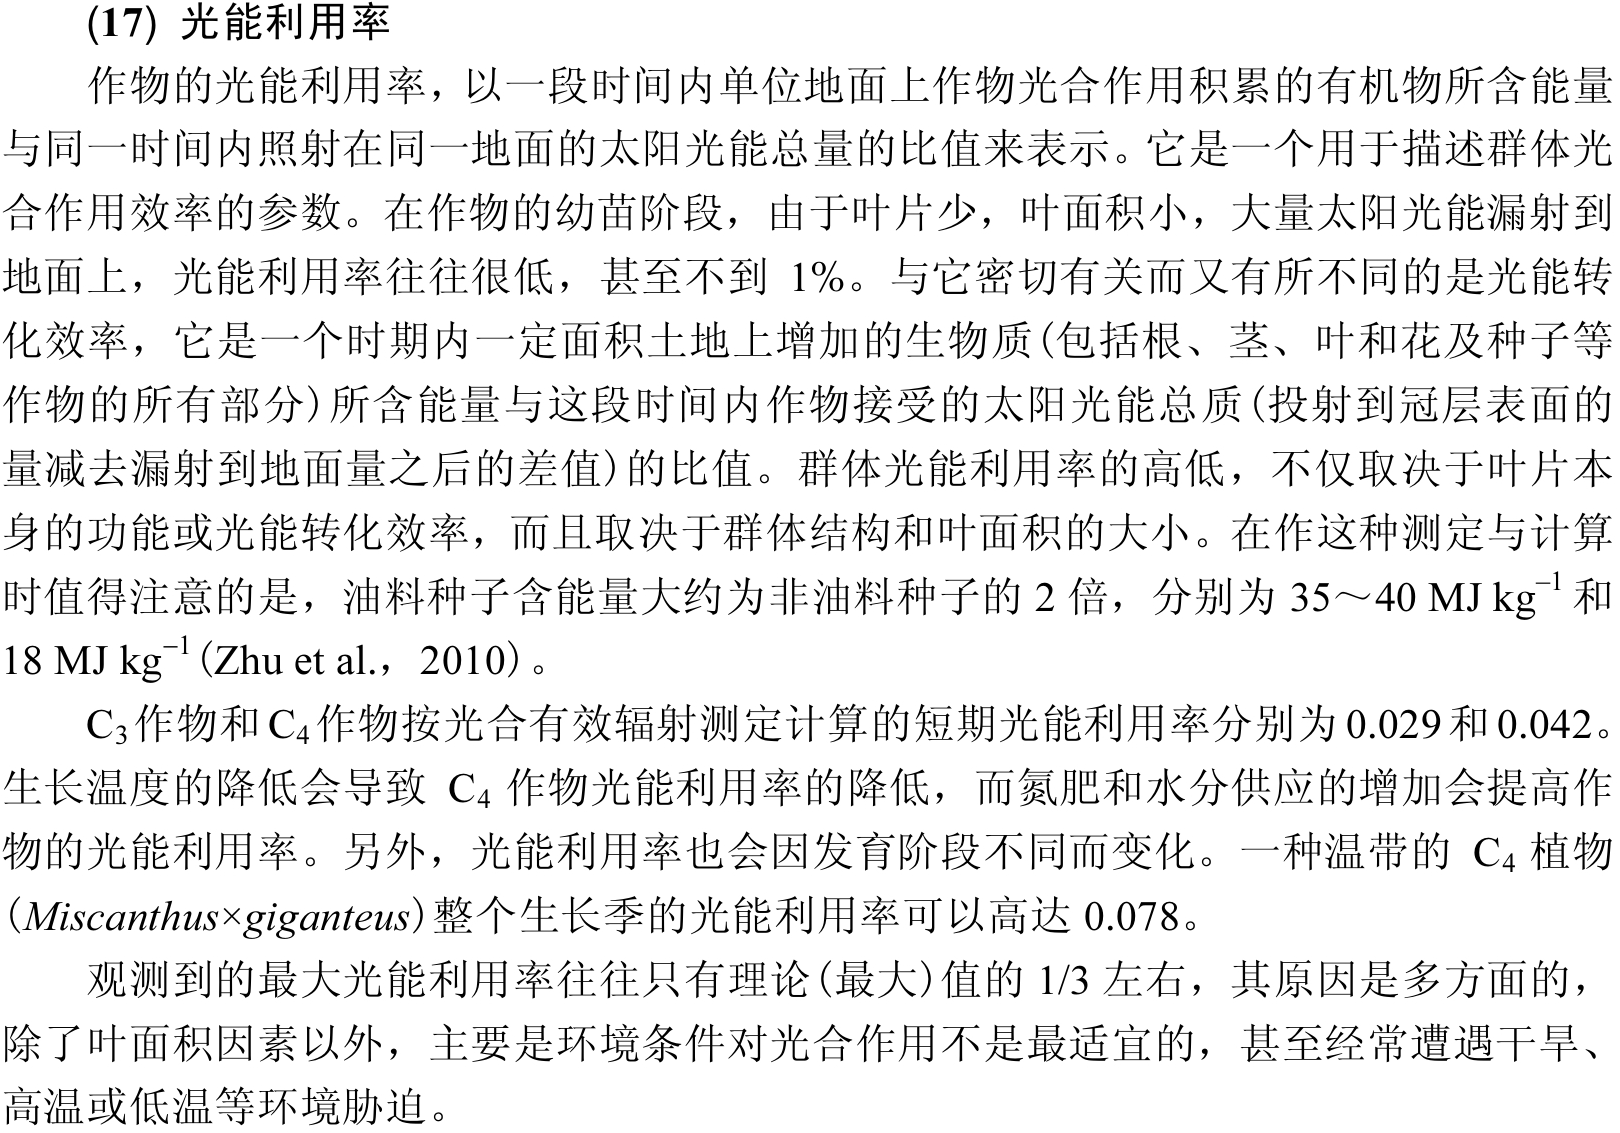 (17) 光能利用率
作物的光能利用率，以一段时间内单位地面上作物光合作用积累的有机物所含能量
与同一时间内照射在同一地面的太阳光能总量的比值来表示。它是一个用于描述群体光
合作用效率的参数。在作物的幼苗阶段，由于叶片少，叶面积小，大量太阳光能漏射到
地面上，光能利用率往往很低，甚至不到 1%。与它密切有关而又有所不同的是光能转
化效率，它是一个时期内一定面积土地上增加的生物质(包括根、茎、叶和花及种子等
作物的所有部分)所含能量与这段时间内作物接受的太阳光能总质(投射到冠层表面的
量减去漏射到地面量之后的差值)的比值。群体光能利用率的高低，不仅取决于叶片本
身的功能或光能转化效率，而且取决于群体结构和叶面积的大小。在作这种测定与计算
时值得注意的是，油料种子含能量大约为非油料种子的 2 倍，分别为 35～40 MJ kg⁻¹ 和
18 MJ kg⁻¹(Zhu et al.，2010)。
C₃作物和C₄作物按光合有效辐射测定计算的短期光能利用率分别为0.029和0.042。
生长温度的降低会导致 C₄ 作物光能利用率的降低，而氮肥和水分供应的增加会提高作
物的光能利用率。另外，光能利用率也会因发育阶段不同而变化。一种温带的 C₄ 植物
(Miscanthus×giganteus)整个生长季的光能利用率可以高达 0.078。
观测到的最大光能利用率往往只有理论(最大)值的 1/3 左右，其原因是多方面的，
除了叶面积因素以外，主要是环境条件对光合作用不是最适宜的，甚至经常遭遇干旱、
高温或低温等环境胁迫。